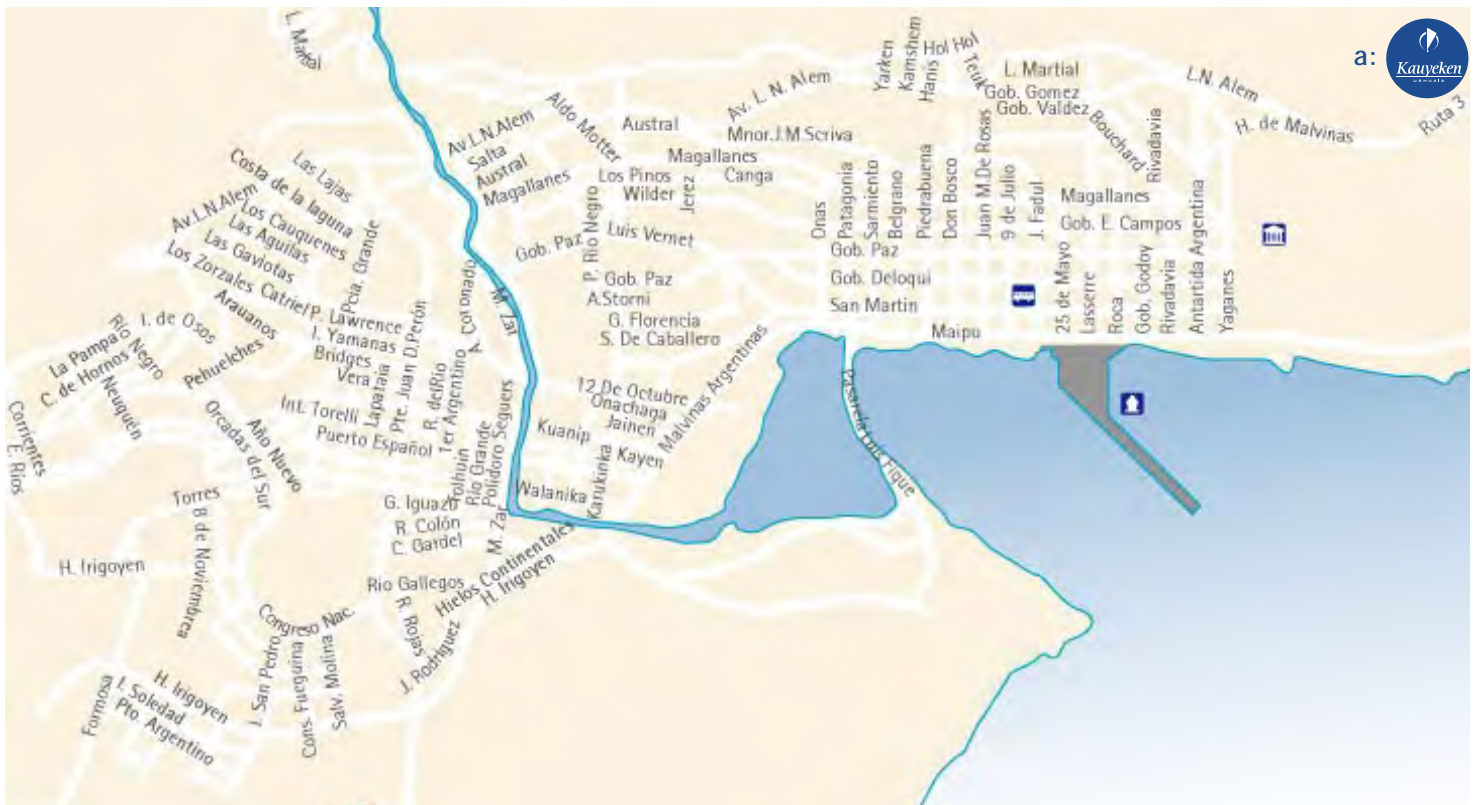 L. Martial
a:
Kauyeken
USHUAIA
Yarken
Kamshem
Hanis
Hol Hol
Teuk
L. Martial
Gob. Gomez
Gob. Valdez
L.N. Alem
H. de Malvinas
Ruta 3
Av. L. N. Alem
Aldo Motter
Austral
Mnor.J.M.Scriva
Magallanes
Canga
Los Pinos
Wilder
Jerez
Av L.N.Alem
Salta
Austral
Magallanes
Bouchard
Rivadavia
Las Lajas
Costa de la laguna
Av L.N.Alem
Los Cauquenes
Las Aguilas
Las Gaviotas
Los Zorzales
Catriel
Pcia. Grande
Gob. Paz
P. Rio Negro
Luis Vernet
Gob. Paz
A.Storni
G. Florencia
S. De Caballero
Onas
Patagonia
Sarmiento
Belgrano
Piedrabuena
Don Bosco
Juan M.De Rosas
9 de Julio
J. Fadul
Magallanes
Gob. E. Campos
Gob. Paz
Gob. Deloqui
San Martin
Maipu
25 de Mayo
Lasserre
Roca
Gob. Godoy
Rivadavia
Antartida Argentina
Yaganes
Arauanos
P. Lawrence
I. Yamanas
Bridges
Vera
Lapataia
Pte. Juan D.Perón
R. delRio
1er Argentino
A. Coronado
M. Zar
I. de Osos
La Pampa
Río Negro
C. de Hornos
Neuquén
Pehuelches
Corrientes
E. Rios
Orcadas del Sur
Año Nuevo
Int. Torelli
Puerto Español
Tolhuin
Río Grande
Polidoro Seguers
12 De Octubre
Onachaga
Jainen
Malvinas Argentinas
Kuanip
Kayen
Karukinka
Walanika
Pasarela Luis Fique
Torres
8 de Noviembrea
H. Irigoyen
G. Iguazu
R. Colón
C. Gardel
M. Zar
Hielos Continentales
H. Irigoyen
Rio Gallegos
R. Rojas
J. Rodriguez
Congreso Nac.
J. San Pedro
Cons. Fueguina
Salv. Molina
Formosa
H. Irigoyen
I. Soledad
Pto. Argentino